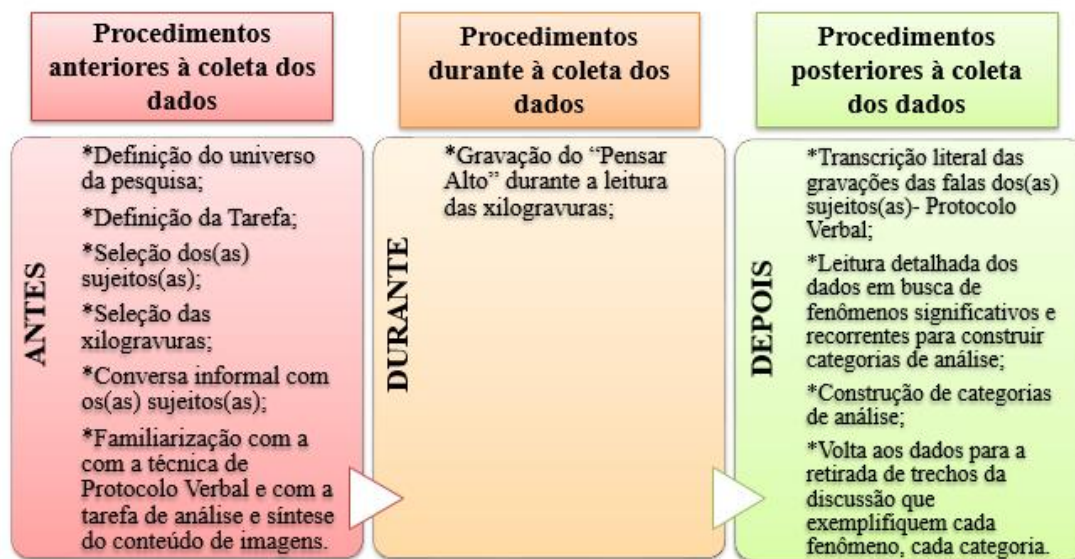 Procedimentos
anteriores à coleta dos
dados
ANTES
*Definição do universo
da pesquisa;
*Definição da Tarefa;
*Seleção dos(as)
sujeitos(as);
*Seleção das
xilogravuras;
*Conversa informal com
os(as) sujeitos(as);
*Familiarização com a
com a técnica de
Protocolo Verbal e com a
tarefa de análise e síntese
do conteúdo de imagens.
Procedimentos
durante à coleta dos
dados
DURANTE
*Gravação do “Pensar
Alto” durante a leitura
das xilogravuras;
Procedimentos
posteriores à coleta
dos dados
DEPOIS
*Transcrição literal das
gravações das falas dos(as)
sujeitos(as)- Protocolo
Verbal;
*Leitura detalhada dos
dados em busca de
fenômenos significativos e
recorrentes para construir
categorias de análise;
*Construção de categorias
de análise;
*Volta aos dados para a
retirada de trechos da
discussão que
exemplifiquem cada
fenômeno, cada categoria.